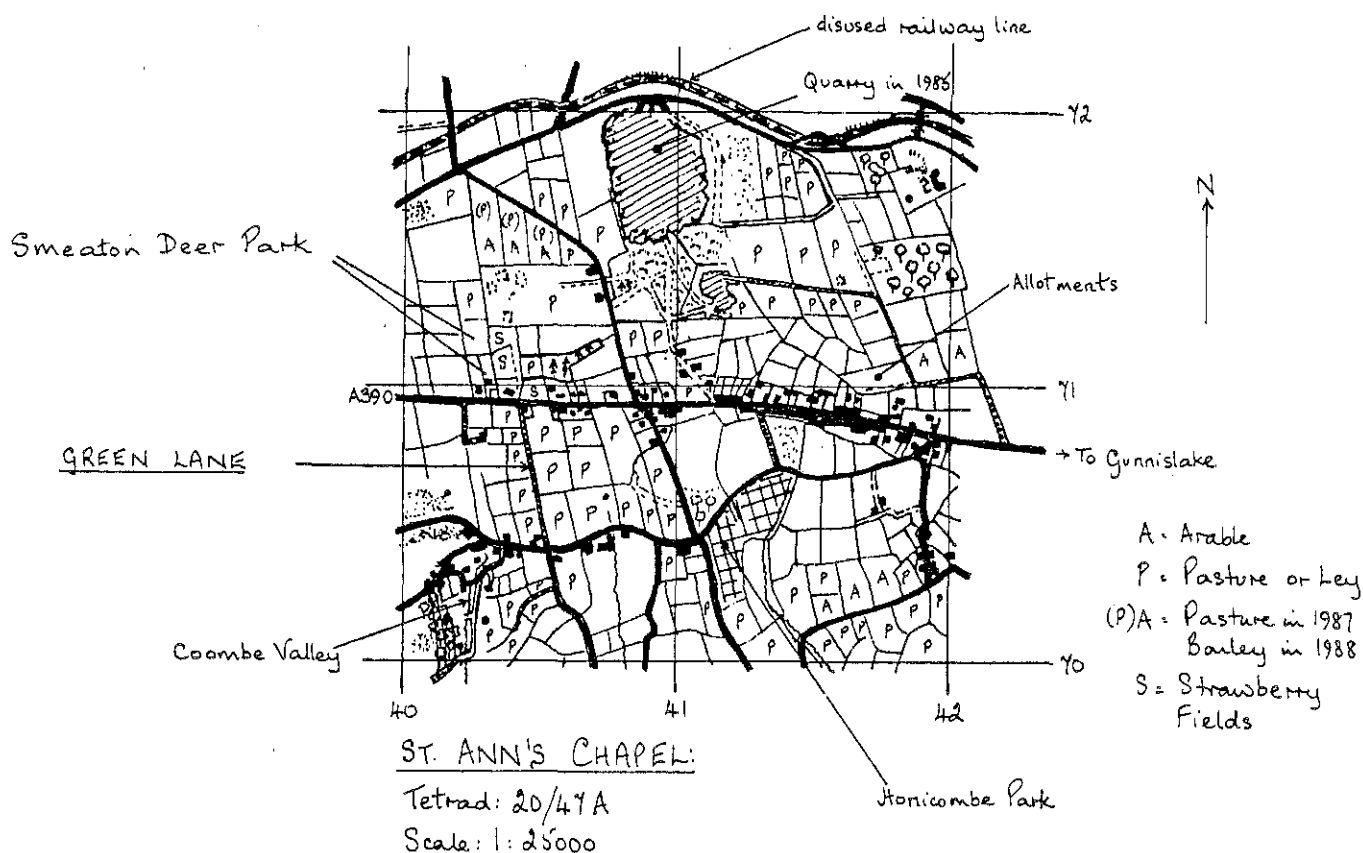 disused railway line
Quarry in 1985
72
N
Smeaton Deer Park
Allotments
A390
71
GREEN LANE
→ To Gunnislake
A = Arable
P = Pasture or Ley
(P)A = Pasture in 1987
Barley in 1988
S = Strawberry
Fields
Coombe Valley
70
40
41
42
ST. ANN'S CHAPEL:
Tetrad: 20/47A
Scale: 1:25000
Honicombe Park